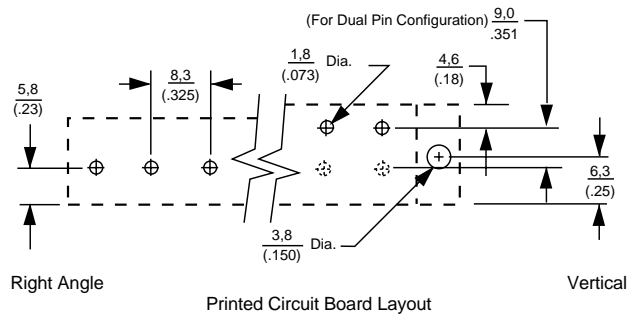 (For Dual Pin Configuration) 9,0
.351
1,8 Dia.
(.073)
4,6
(.18)
8,3
(.325)
5,8
(.23)
6,3
(.25)
3,8 Dia.
(.150)
Right Angle
Vertical
Printed Circuit Board Layout